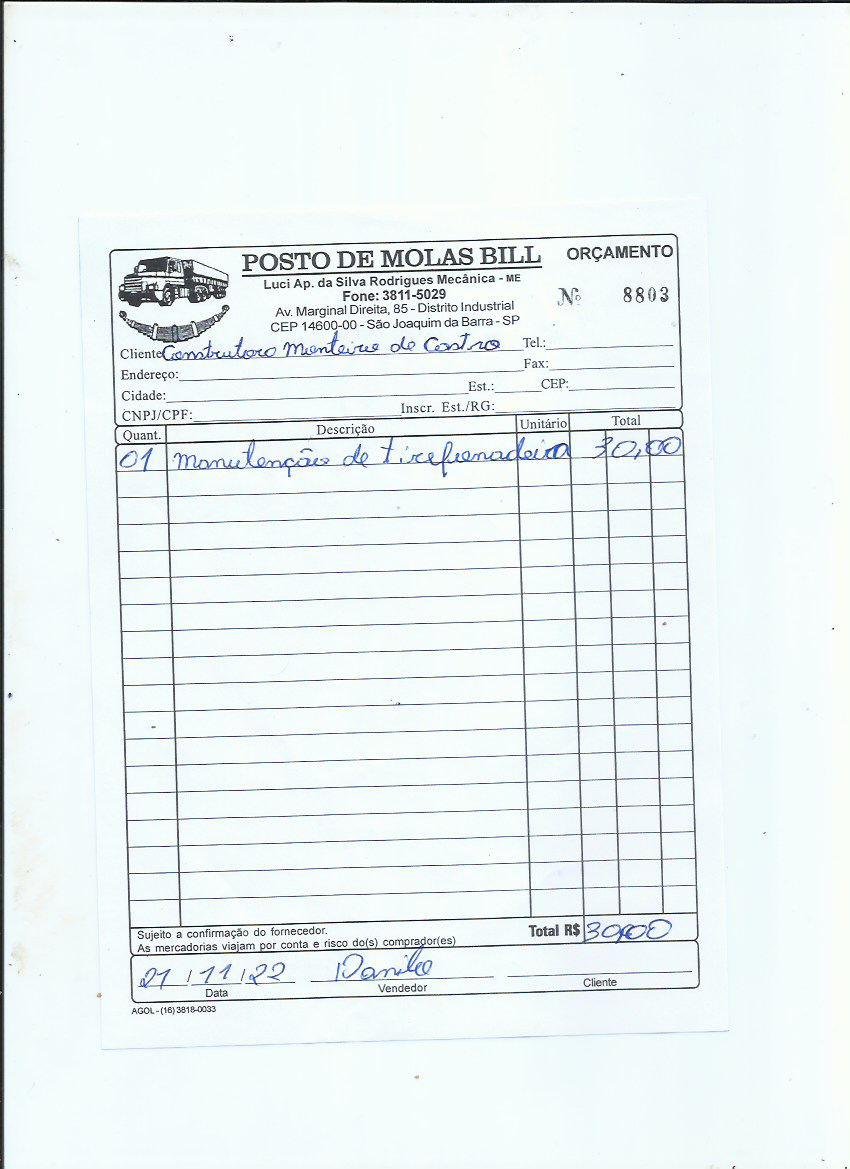 POSTO DE MOLAS BILL
ORÇAMENTO
Luci Ap. da Silva Rodrigues Mecânica - ME
Fone: 3811-5029
Av. Marginal Direita, 85 - Distrito Industrial
CEP 14600-00 - São Joaquim da Barra - SP
Nº 8803
Cliente Construtora Monteiro de Castro Tel.:
Endereço: Fax:
Cidade: Est.: CEP:
CNPJ/CPF: Inscr. Est./RG:
Quant. Descrição Unitário Total
01 Manutenção de tirefonadeira 30,00
Sujeito a confirmação do fornecedor.
As mercadorias viajam por conta e risco do(s) comprador(es)
Total R$ 30,00
21/11/22 Danilo
Data Vendedor Cliente
AGOL - (16) 3818-0033